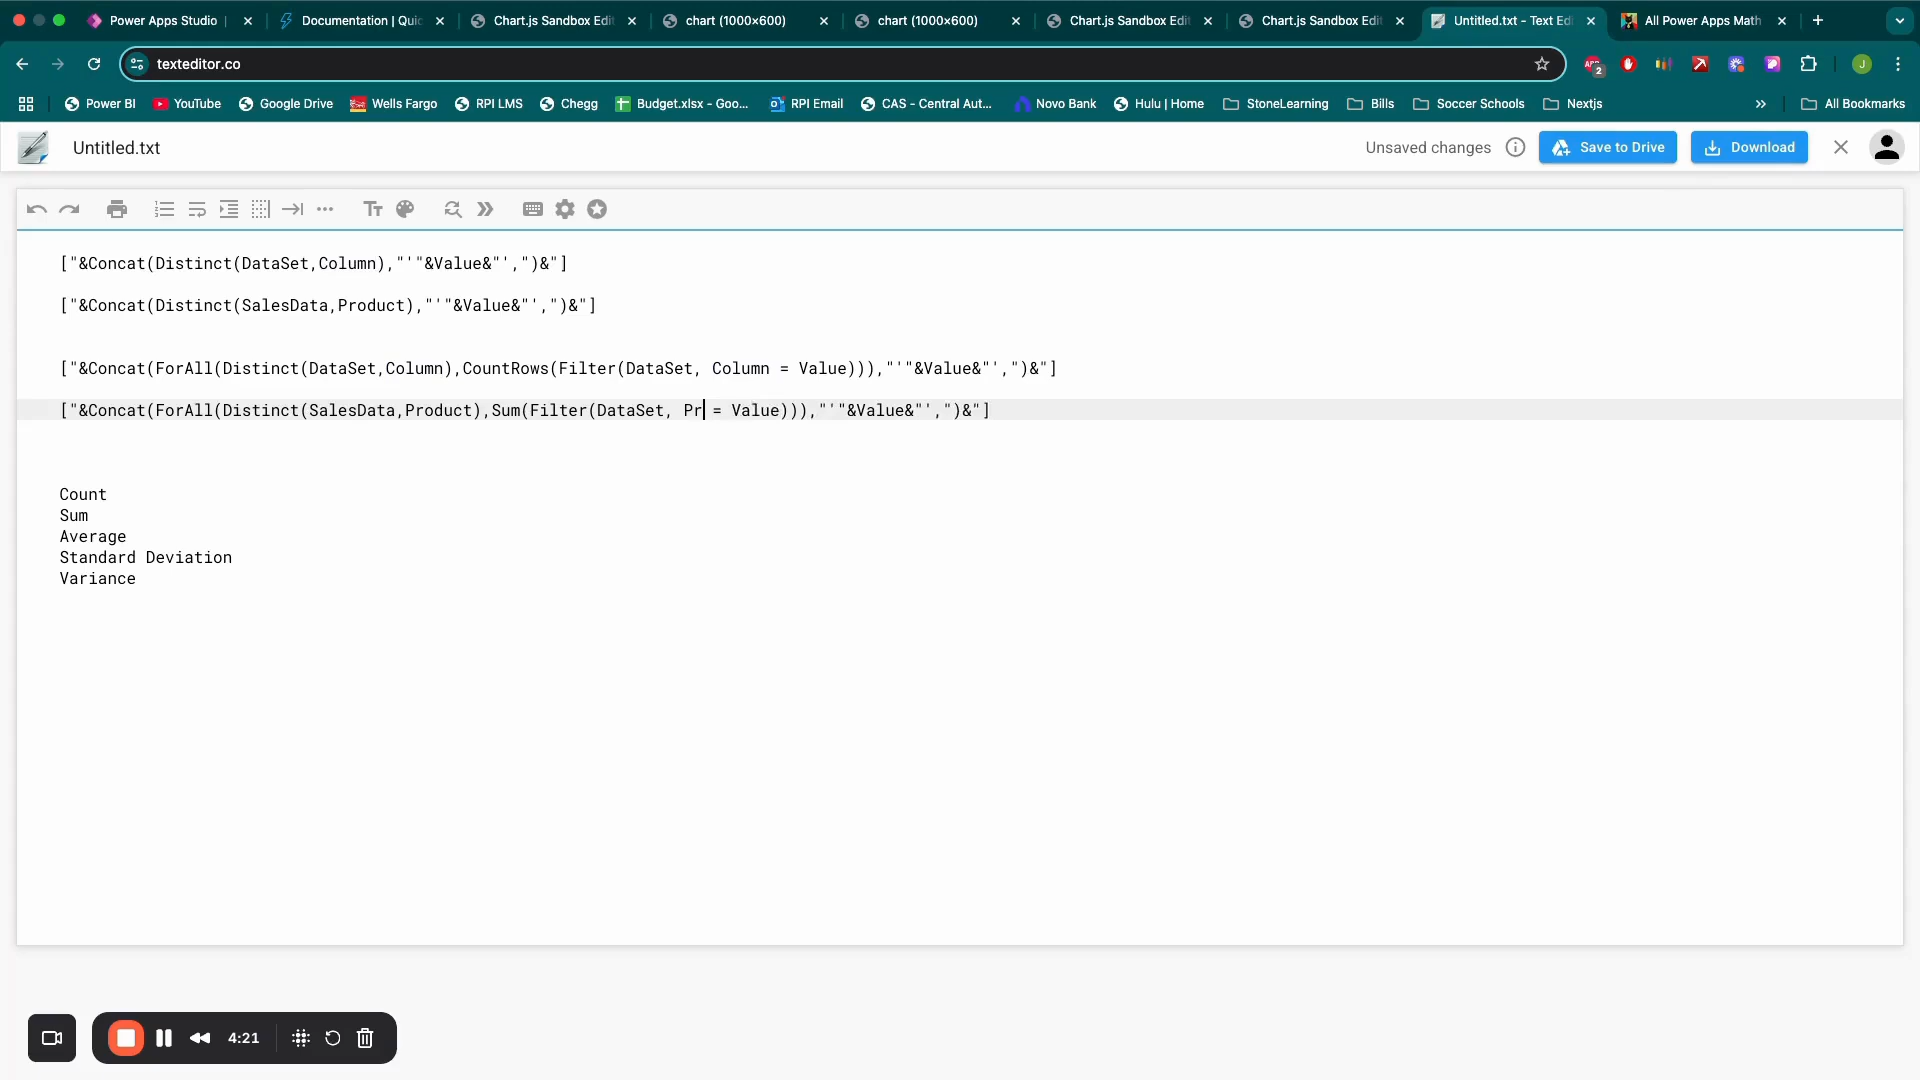 Power Apps Studio |
Documentation | Quic
Chart.js Sandbox Edit
chart (1000×600)
chart (1000×600)
Chart.js Sandbox Edit
Chart.js Sandbox Edit
Untitled.txt - Text Edi
All Power Apps Math
texteditor.co
2
J
Power BI
YouTube
Google Drive
Wells Fargo
RPI LMS
Chegg
Budget.xlsx - Goo...
RPI Email
CAS - Central Aut...
Novo Bank
Hulu | Home
StoneLearning
Bills
Soccer Schools
Nextjs
All Bookmarks
Untitled.txt
Unsaved changes
Save to Drive
Download
["&Concat(Distinct(DataSet,Column),"'"&Value&"',")&"]
["&Concat(Distinct(SalesData,Product),"'"&Value&"',")&"]
["&Concat(ForAll(Distinct(DataSet,Column),CountRows(Filter(DataSet, Column = Value))),"'"&Value&"',")&"]
["&Concat(ForAll(Distinct(SalesData,Product),Sum(Filter(DataSet, Pr = Value))),"'"&Value&"',")&"]
Count
Sum
Average
Standard Deviation
Variance
4:21